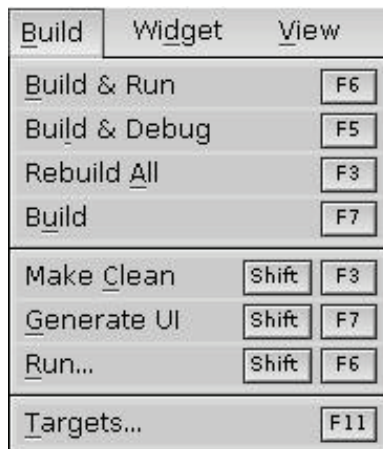 Build Widget View
Build & Run F6
Build & Debug F5
Rebuild All F3
Build F7
Make Clean Shift F3
Generate UI Shift F7
Run... Shift F6
Targets... F11